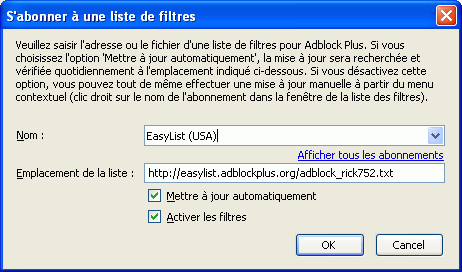 S'abonner à une liste de filtres
Veuillez saisir l'adresse ou le fichier d'une liste de filtres pour Adblock Plus. Si vous
choisissez l'option 'Mettre à jour automatiquement', la mise à jour sera recherchée et
vérifiée quotidiennement à l'emplacement indiqué ci-dessous. Si vous désactivez cette
option, vous pouvez tout de même effectuer une mise à jour manuelle à partir du menu
contextuel (clic droit sur le nom de l'abonnement dans la fenêtre de la liste des filtres).
Nom : EasyList (USA)
Afficher tous les abonnements
Emplacement de la liste : http://easylist.adblockplus.org/adblock_rick752.txt
Mettre à jour automatiquement
Activer les filtres
OK Cancel